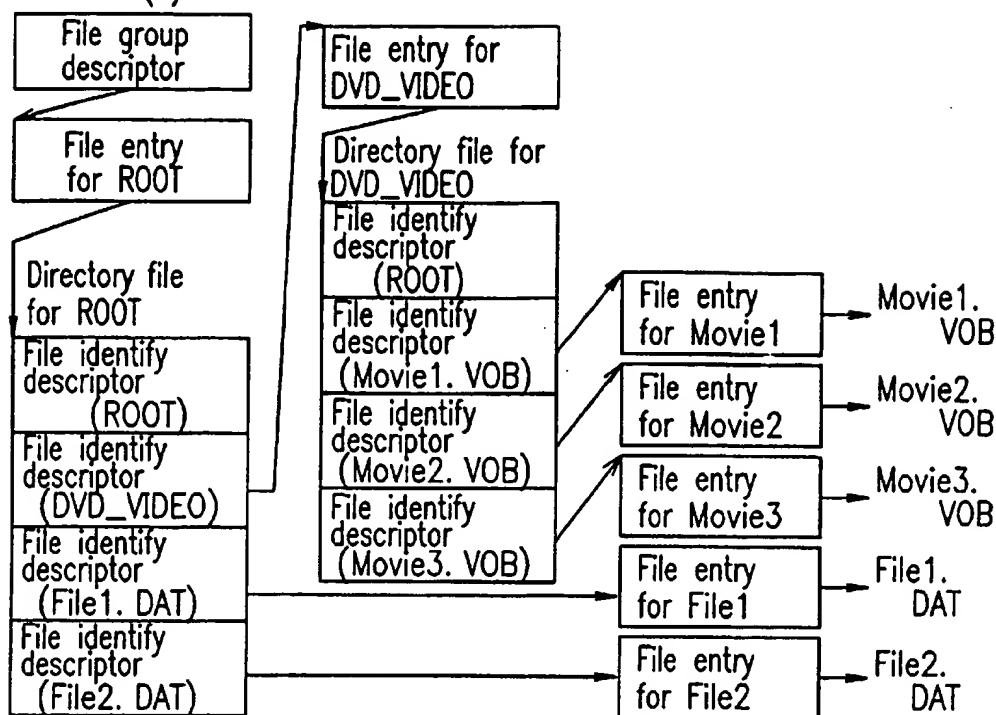 File group
descriptor
File entry
for ROOT
Directory file
for ROOT
File identify
descriptor
(ROOT)
File identify
descriptor
(DVD_VIDEO)
File identify
descriptor
(File1. DAT)
File identify
descriptor
(File2. DAT)
File entry for
DVD_VIDEO
Directory file for
DVD_VIDEO
File identify
descriptor
(ROOT)
File identify
descriptor
(Movie1. VOB)
File identify
descriptor
(Movie2. VOB)
File identify
descriptor
(Movie3. VOB)
File entry
for Movie1
Movie1.
VOB
File entry
for Movie2
Movie2.
VOB
File entry
for Movie3
Movie3.
VOB
File entry
for File1
File1.
DAT
File entry
for File2
File2.
DAT